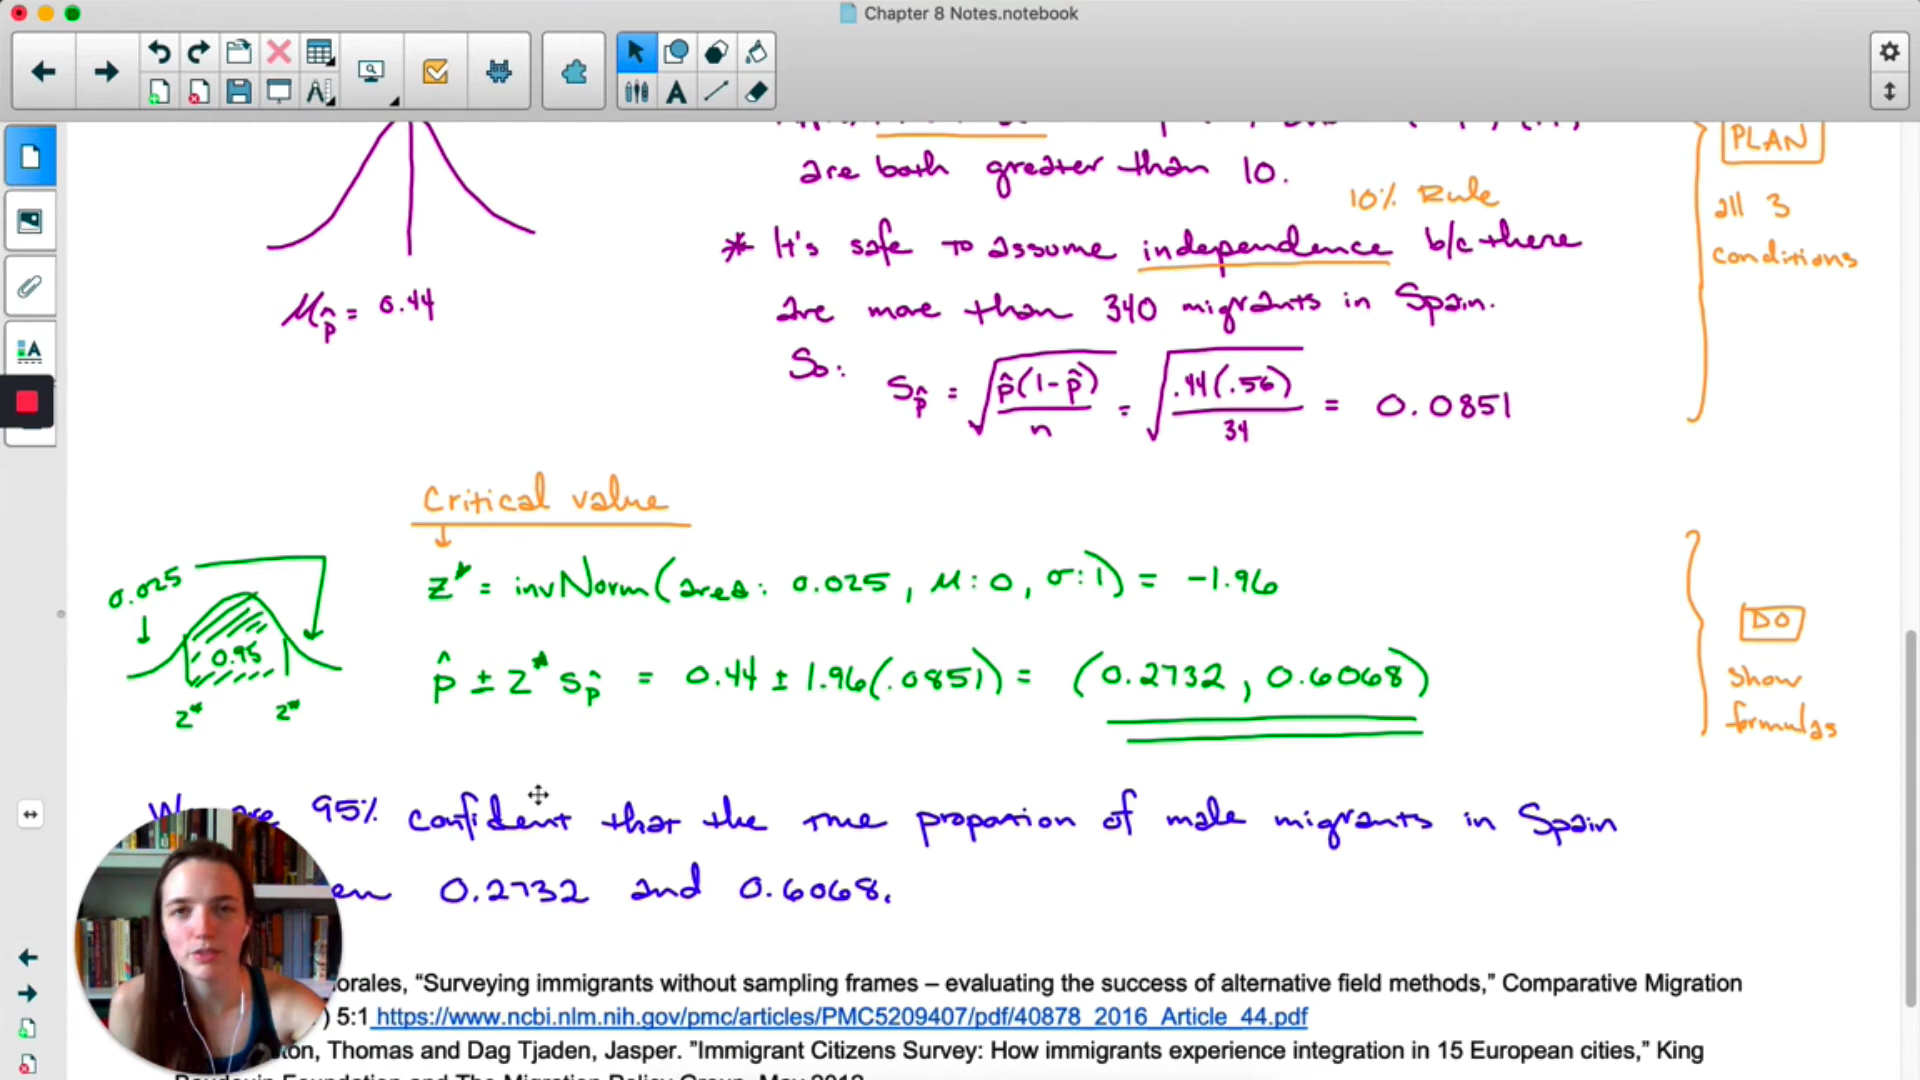 Chapter 8 Notes.notebook
PLAN
are both greater than 10.
10% Rule
all 3
conditions
* It's safe to assume independence b/c there
are more than 340 migrants in Spain.
μp̂ = 0.44
So: Sp̂ = √(p̂(1-p̂)/n) = √(.44(.56)/34) = 0.0851
Critical value
0.025
z* = invNorm(area: 0.025, μ: 0, σ: 1) = -1.96
0.95
DO
p̂ ± z* sp̂ = 0.44 ± 1.96(.0851) = (0.2732, 0.6068)
show
formulas
z* z*
95% confident that the true proportion of male migrants in Spain
en 0.2732 and 0.6068.
orales, “Surveying immigrants without sampling frames – evaluating the success of alternative field methods,” Comparative Migration
) 5:1 https://www.ncbi.nlm.nih.gov/pmc/articles/PMC5209407/pdf/40878_2016_Article_44.pdf
ton, Thomas and Dag Tjaden, Jasper. "Immigrant Citizens Survey: How immigrants experience integration in 15 European cities,” King